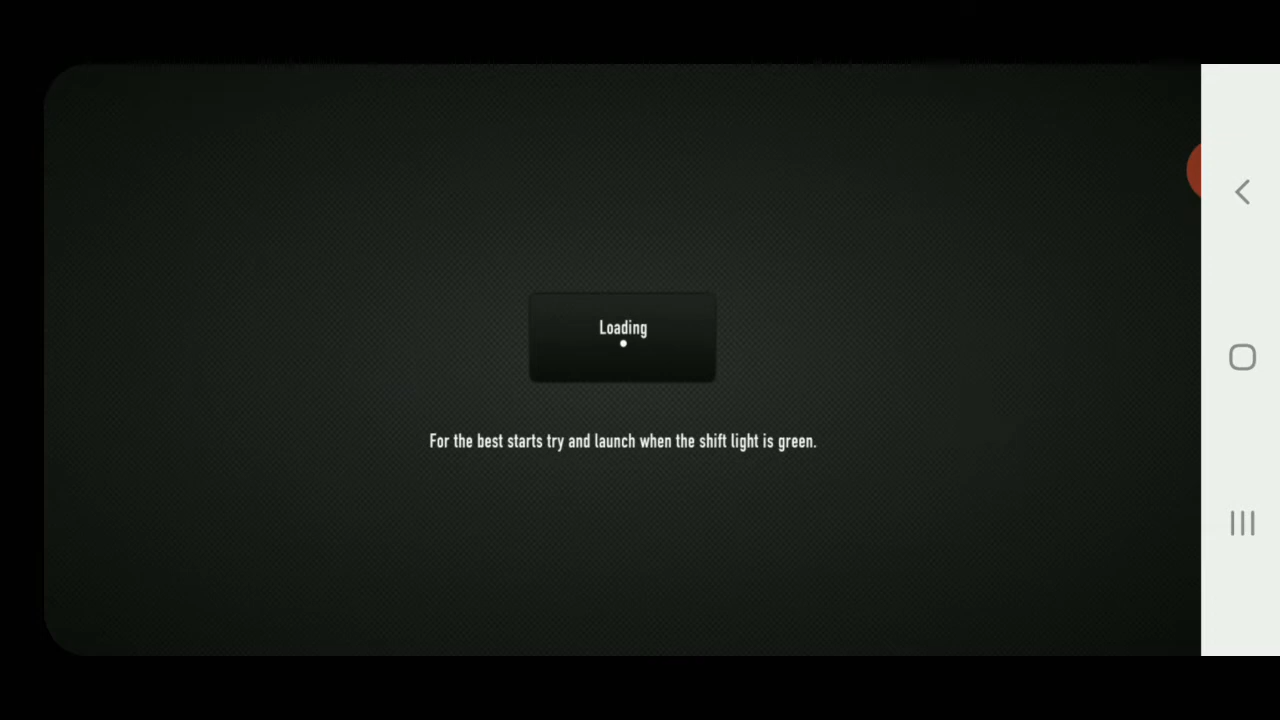 Loading
For the best starts try and launch when the shift light is green.